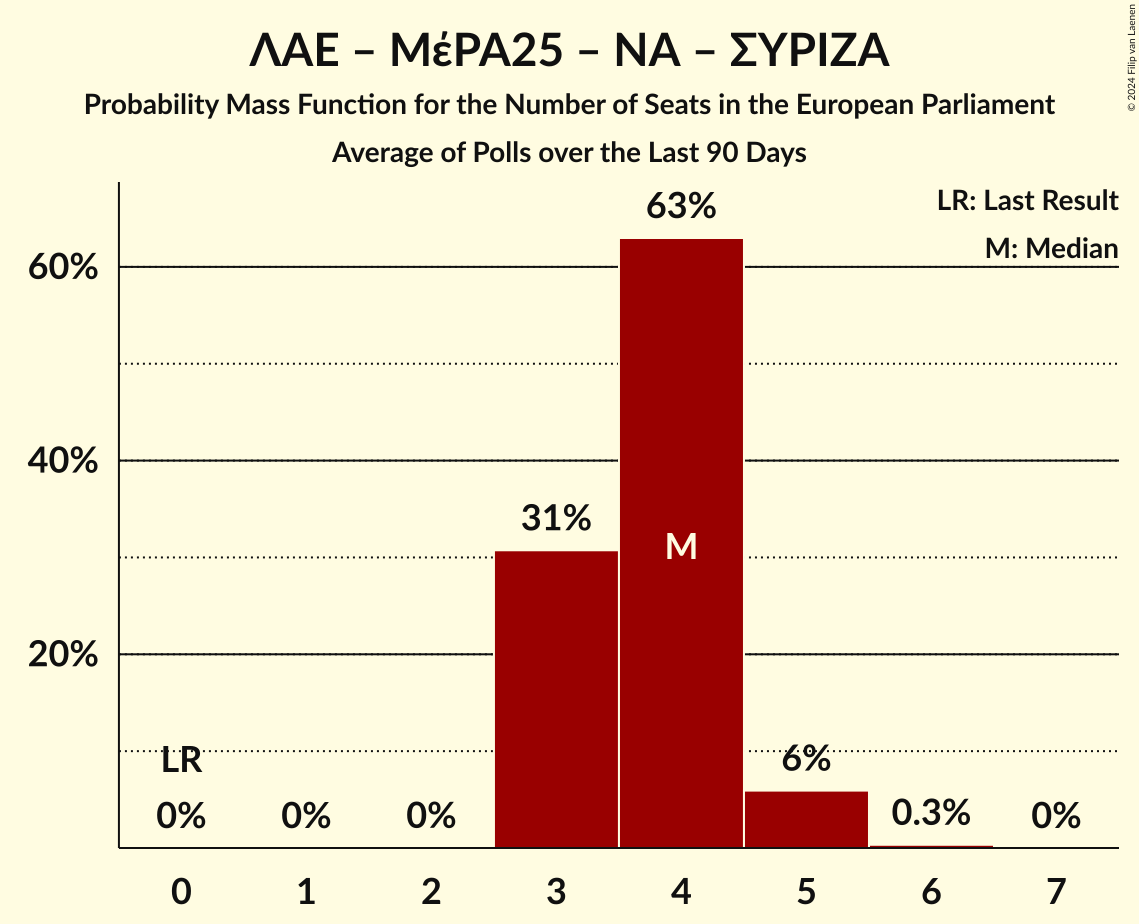 ΛΑΕ – ΜέΡΑ25 – ΝΑ – ΣΥΡΙΖΑ
Probability Mass Function for the Number of Seats in the European Parliament
Average of Polls over the Last 90 Days
© 2024 Filip van Laenen
LR: Last Result
M: Median
63%
60%
40%
31%
M
20%
LR
6%
0% 0% 0% 0.3% 0%
0 1 2 3 4 5 6 7